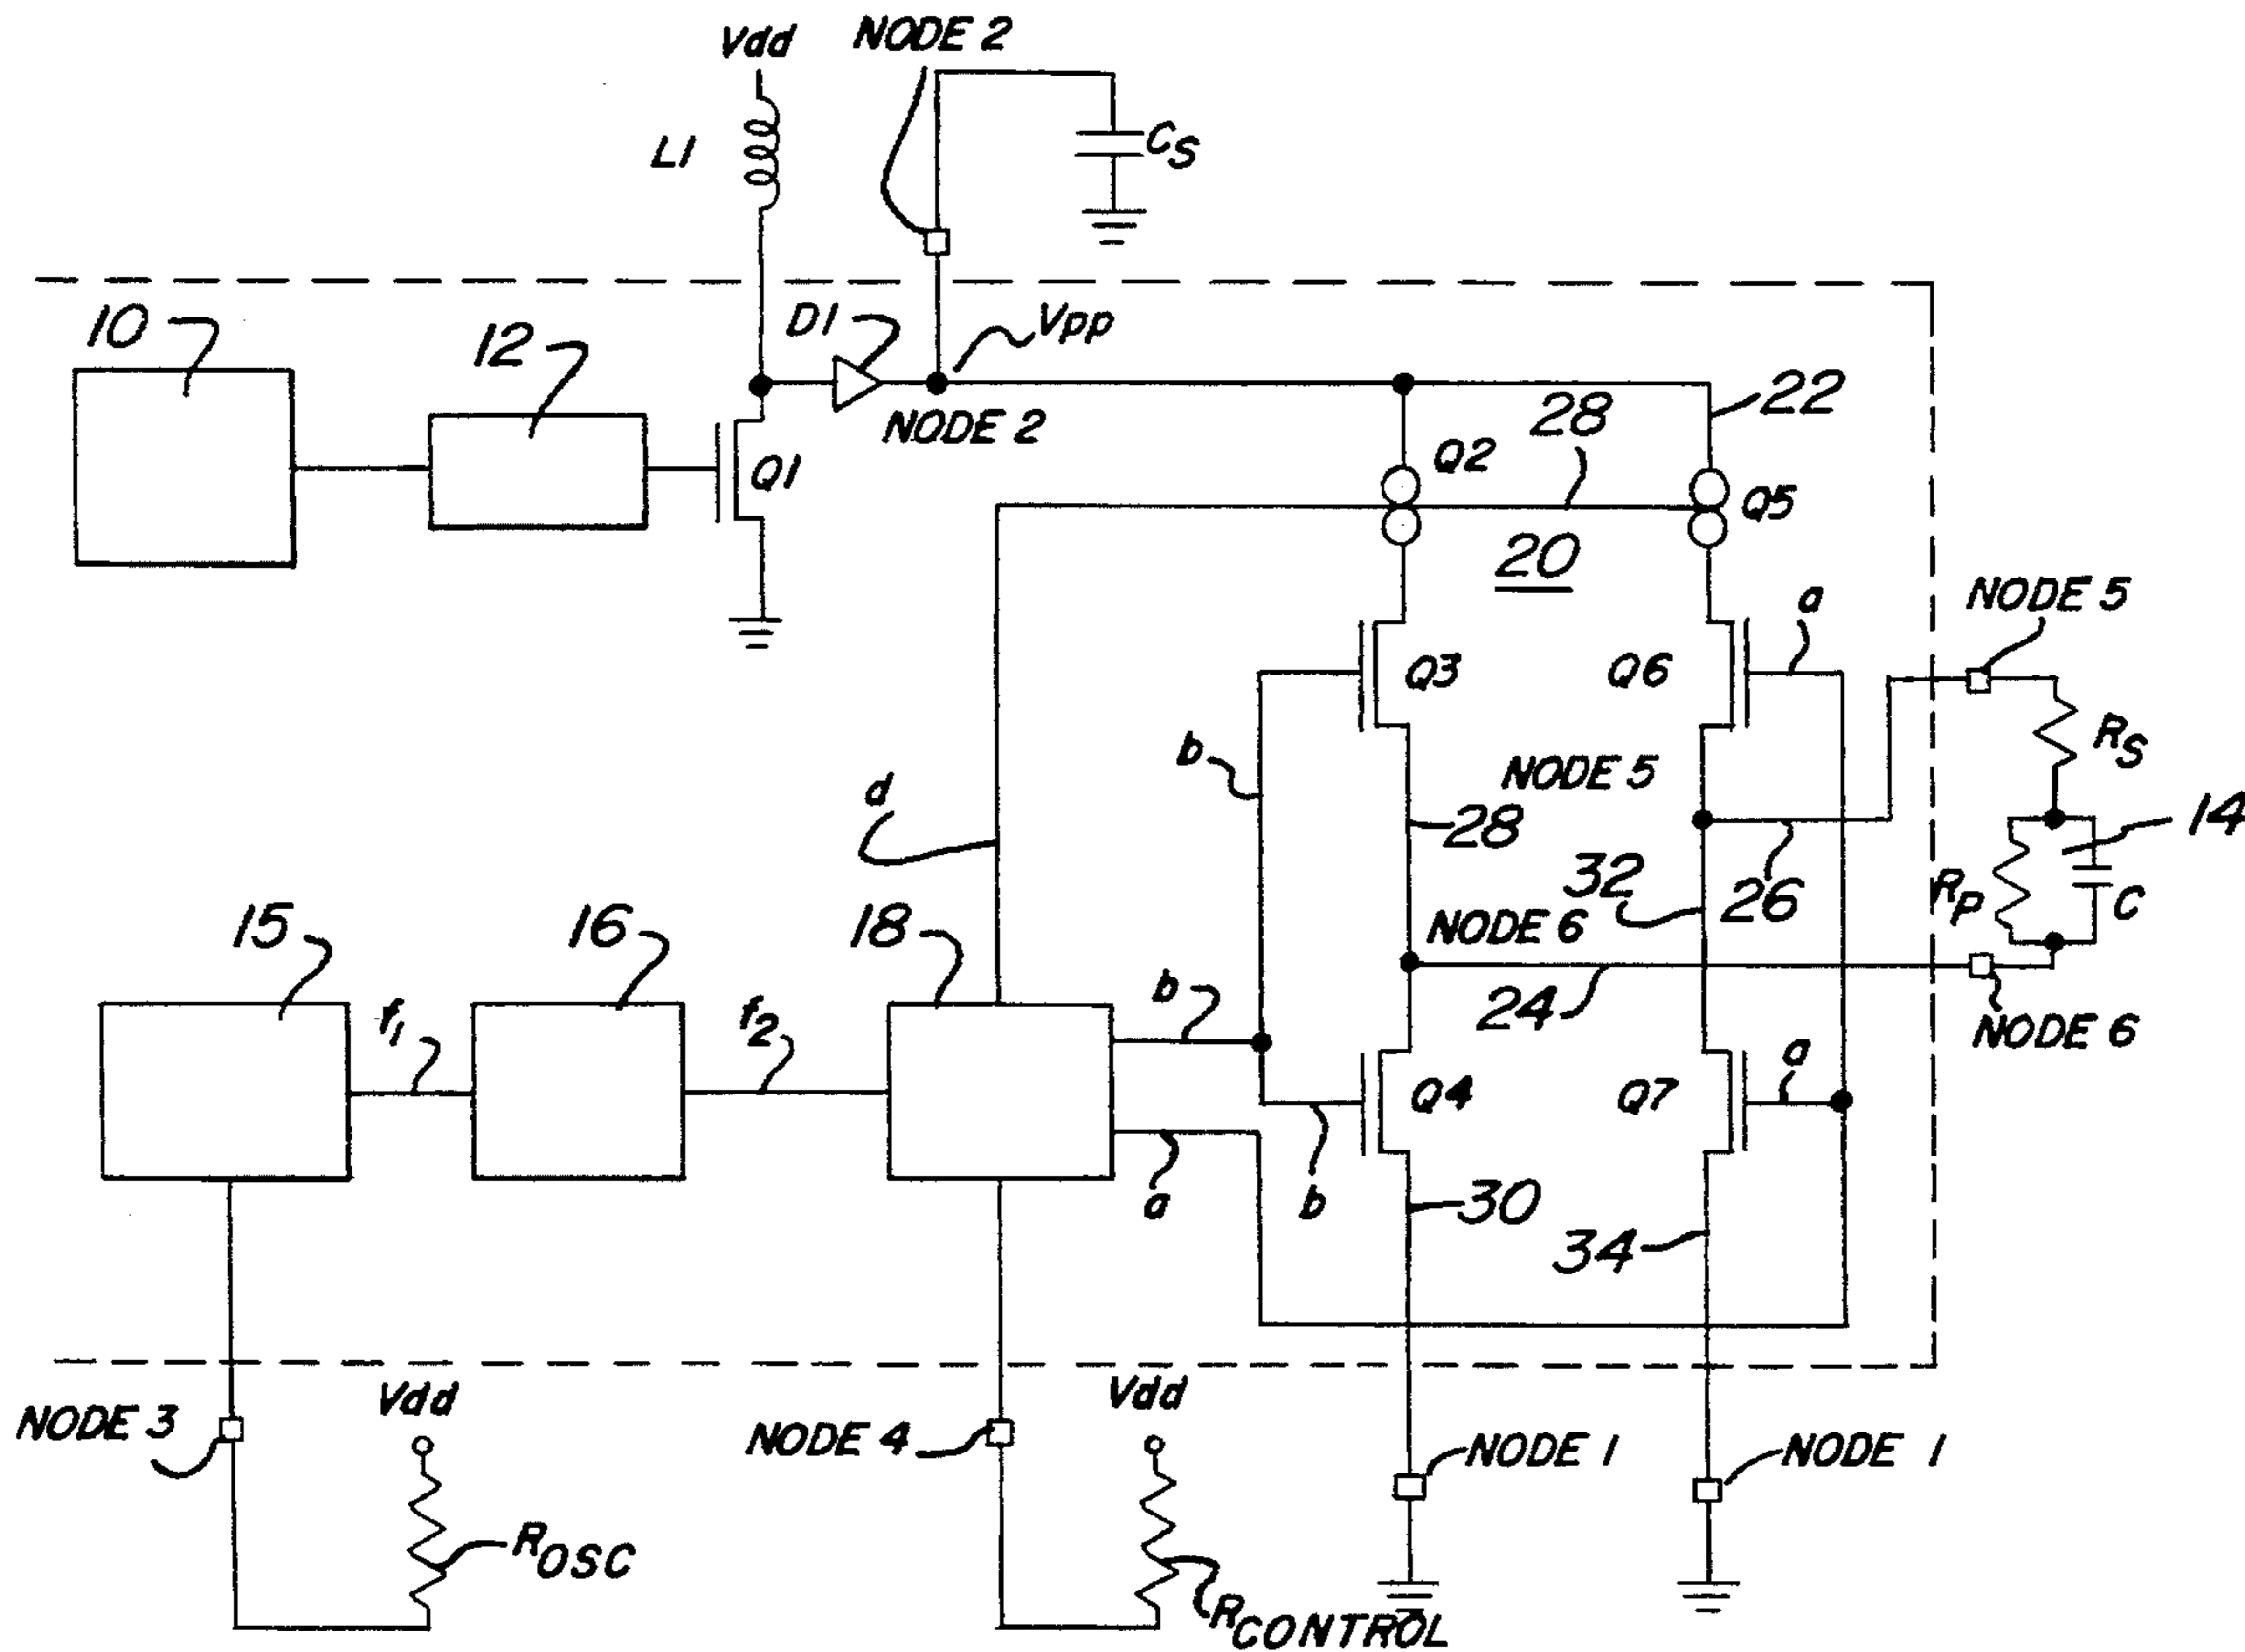 Vdd NODE 2
L1 CS
10 12 D1 Vpp
NODE 2 28 22
Q1 Q2 Q5
20
NODE 5
a
Q3 Q6
RS
b NODE 5
d 28 14
32 26 RP C
15 16 18 NODE 6
f1 f2 b 24 NODE 6
a
Q4 Q7
a b 30
34
Vdd Vdd
NODE 3 NODE 4 NODE 1 NODE 1
ROSC
RCONTROL